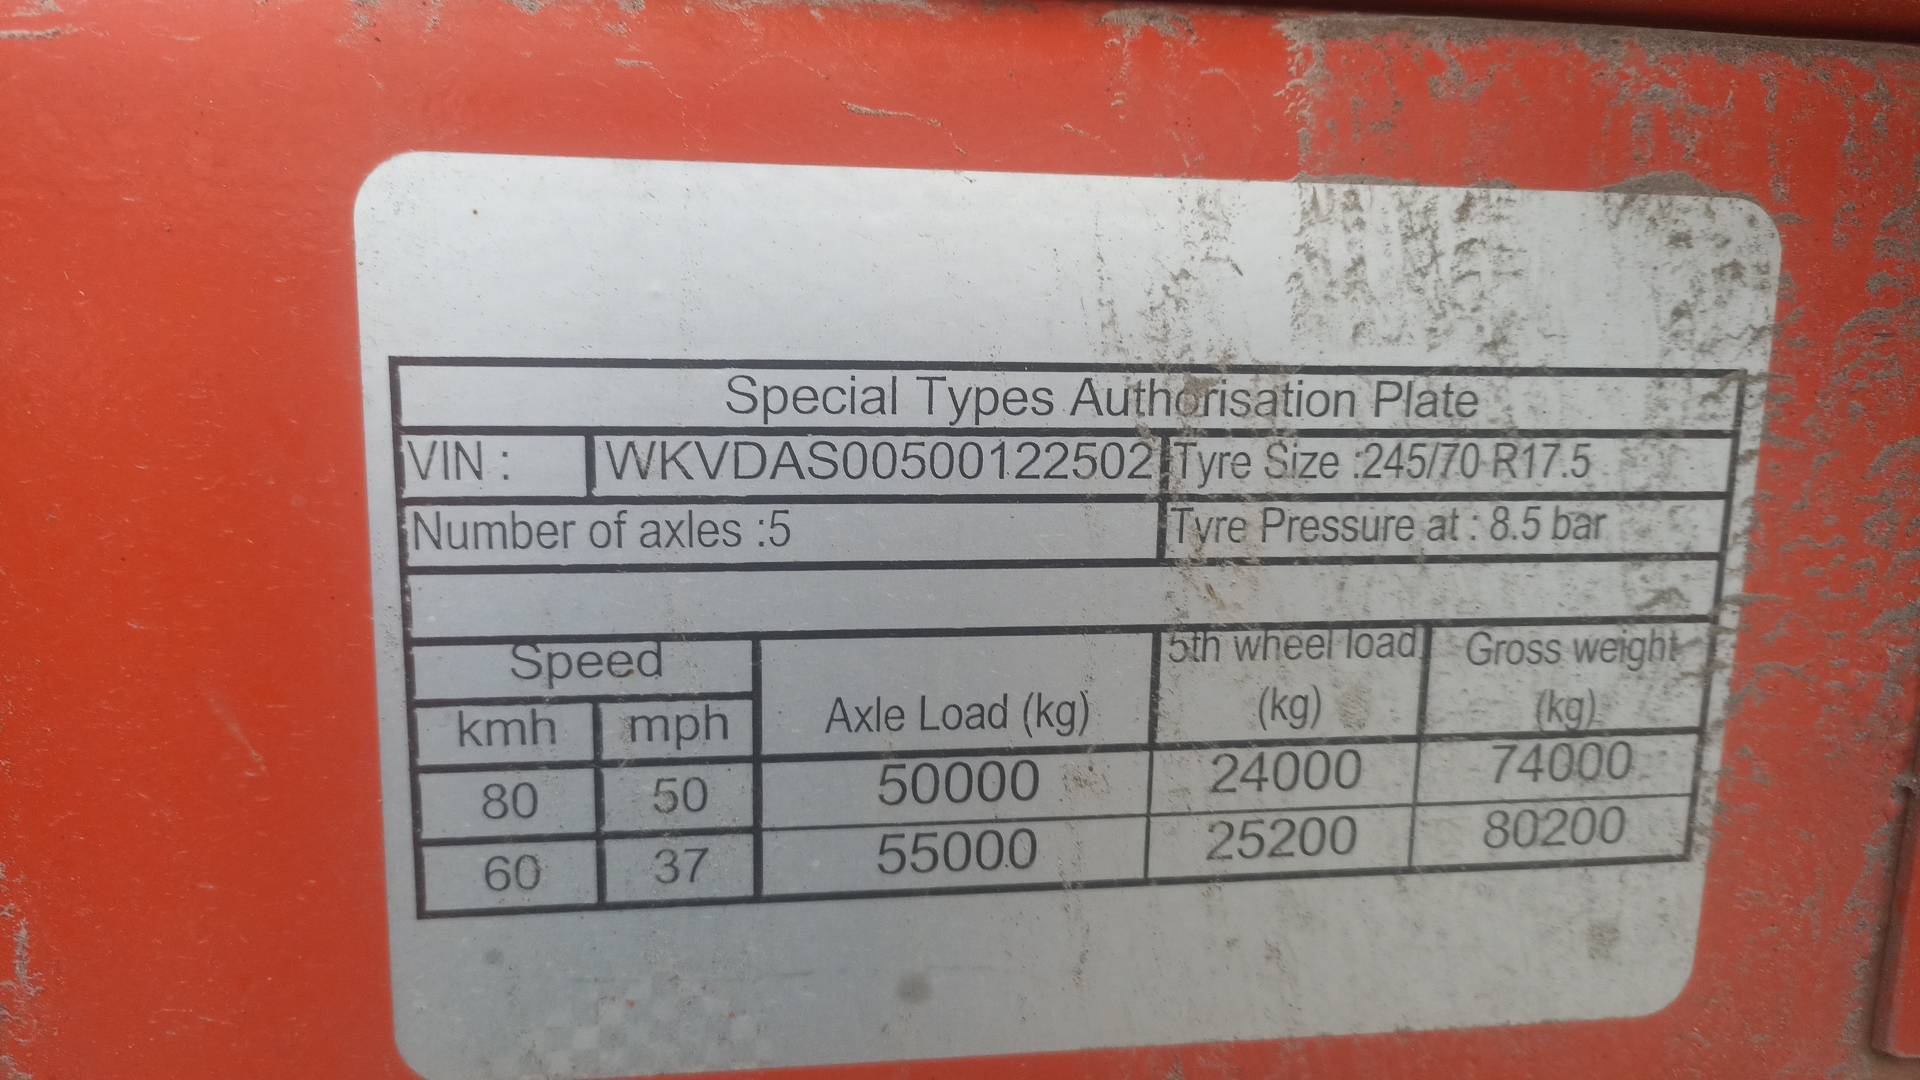 Special Types Authorisation Plate
VIN : WKVDAS00500122502 Tyre Size :245/70 R17.5
Number of axles :5 Tyre Pressure at : 8.5 bar
Speed Axle Load (kg) 5th wheel load (kg) Gross weight (kg)
kmh mph
80 50 50000 24000 74000
60 37 55000 25200 80200